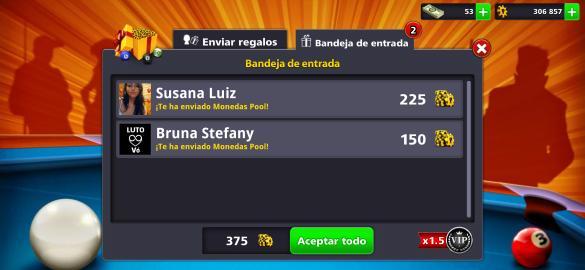 53
306 857
Enviar regalos
Bandeja de entrada
2
Bandeja de entrada
Susana Luiz
¡Te ha enviado Monedas Pool!
225
LUTO
Vó
Bruna Stefany
¡Te ha enviado Monedas Pool!
150
375
Aceptar todo
x1.5
VIP
3